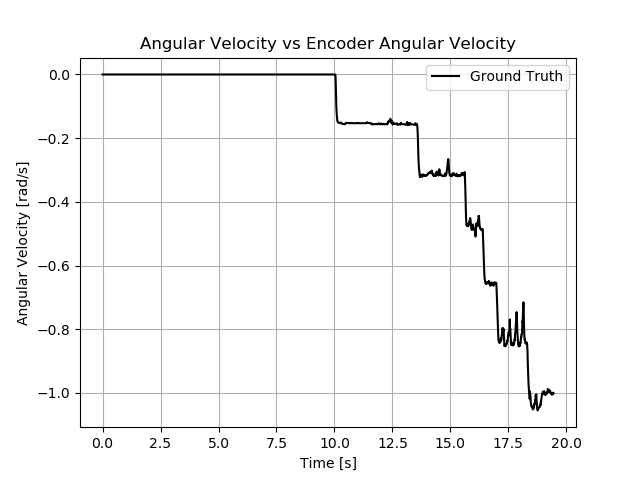 Angular Velocity vs Encoder Angular Velocity
Ground Truth
Angular Velocity [rad/s]
0.0
−0.2
−0.4
−0.6
−0.8
−1.0
0.0 2.5 5.0 7.5 10.0 12.5 15.0 17.5 20.0
Time [s]